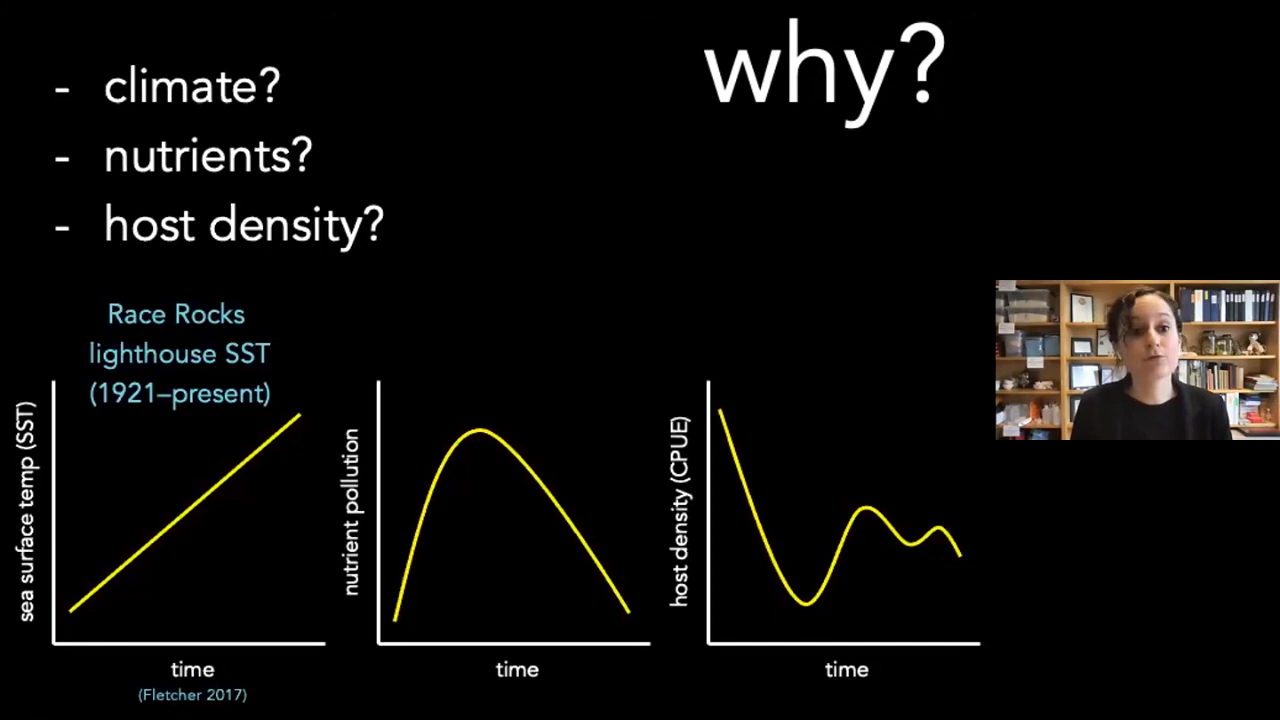 why?
- climate?
- nutrients?
- host density?
Race Rocks
lighthouse SST
(1921–present)
sea surface temp (SST)
time
(Fletcher 2017)
nutrient pollution
time
host density (CPUE)
time